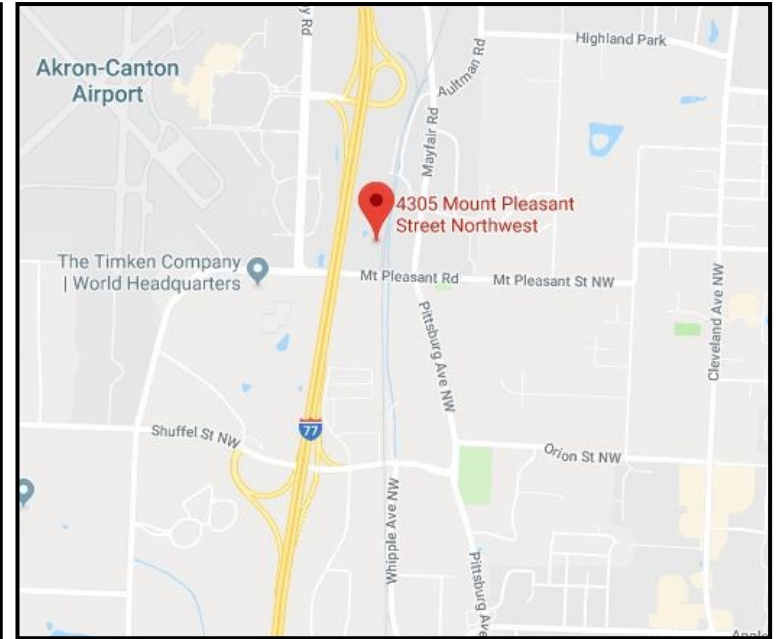 y Rd
Highland Park
Akron-Canton
Airport
Aultman Rd
Mayfair Rd
4305 Mount Pleasant
Street Northwest
The Timken Company
| World Headquarters
Mt Pleasant Rd
Mt Pleasant St NW
Cleveland Ave NW
Pittsburg Ave NW
77
Shuffel St NW
Orion St NW
Whipple Ave NW
Pittsburg Ave